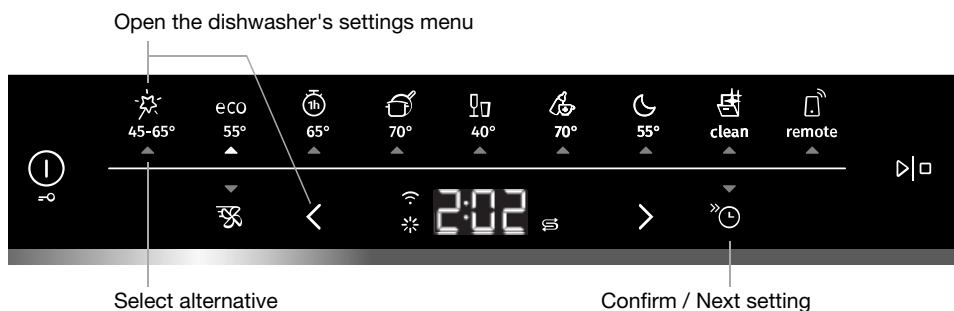 Open the dishwasher's settings menu
eco 1h
45-65° 55° 65° 70° 40° 70° 55° clean remote
2:02
Select alternative Confirm / Next setting